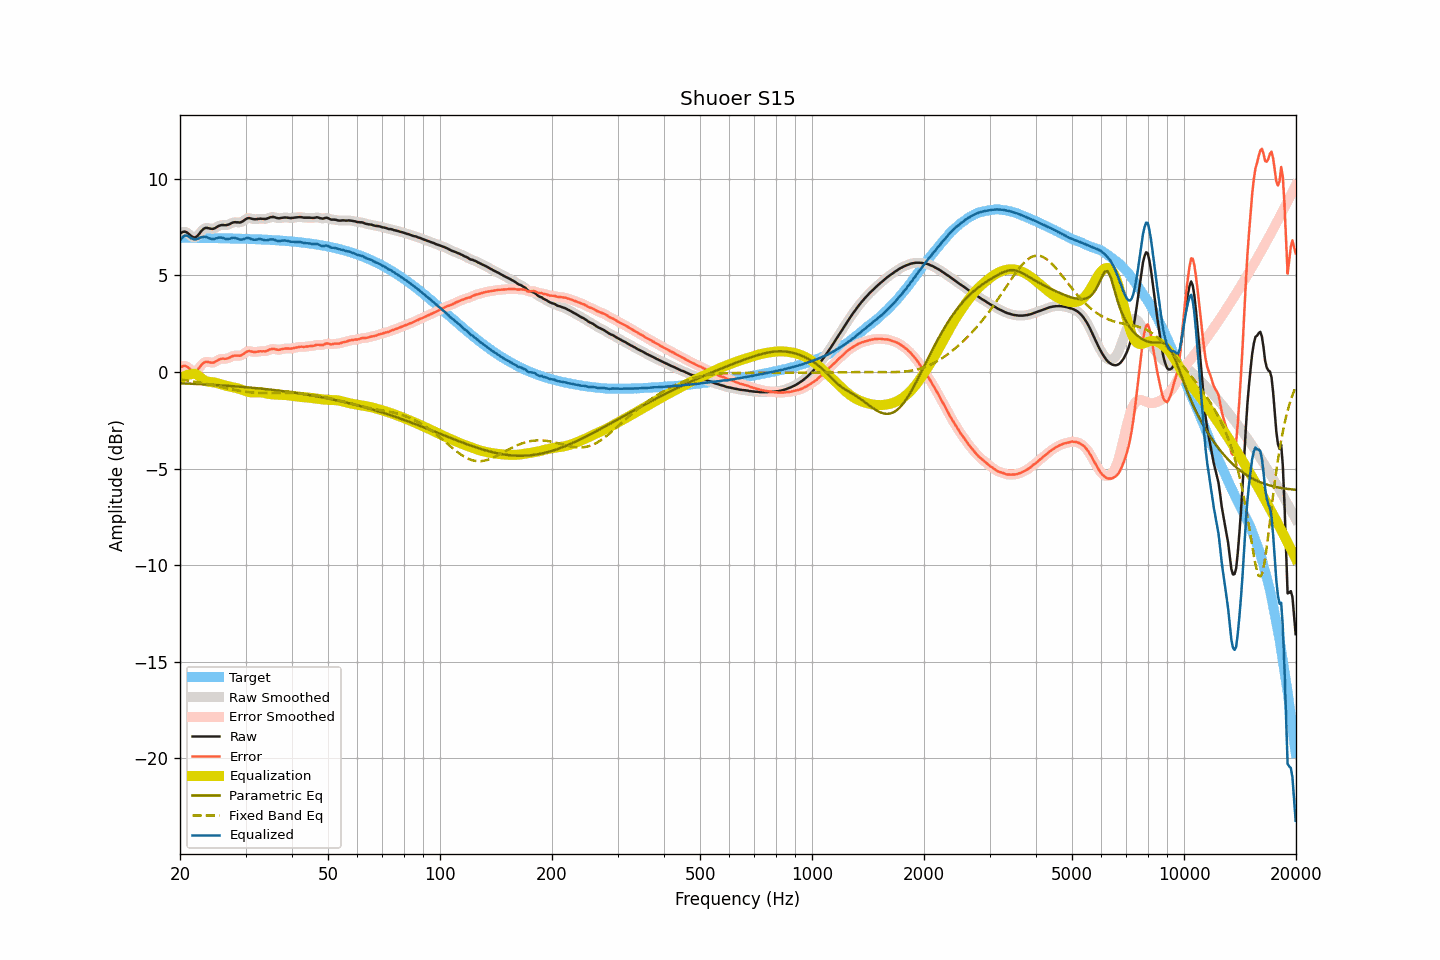 Shuoer S15
Amplitude (dBr)
10
5
0
−5
−10
−15
−20
Target
Raw Smoothed
Error Smoothed
Raw
Error
Equalization
Parametric Eq
Fixed Band Eq
Equalized
20 50 100 200 500 1000 2000 5000 10000 20000
Frequency (Hz)